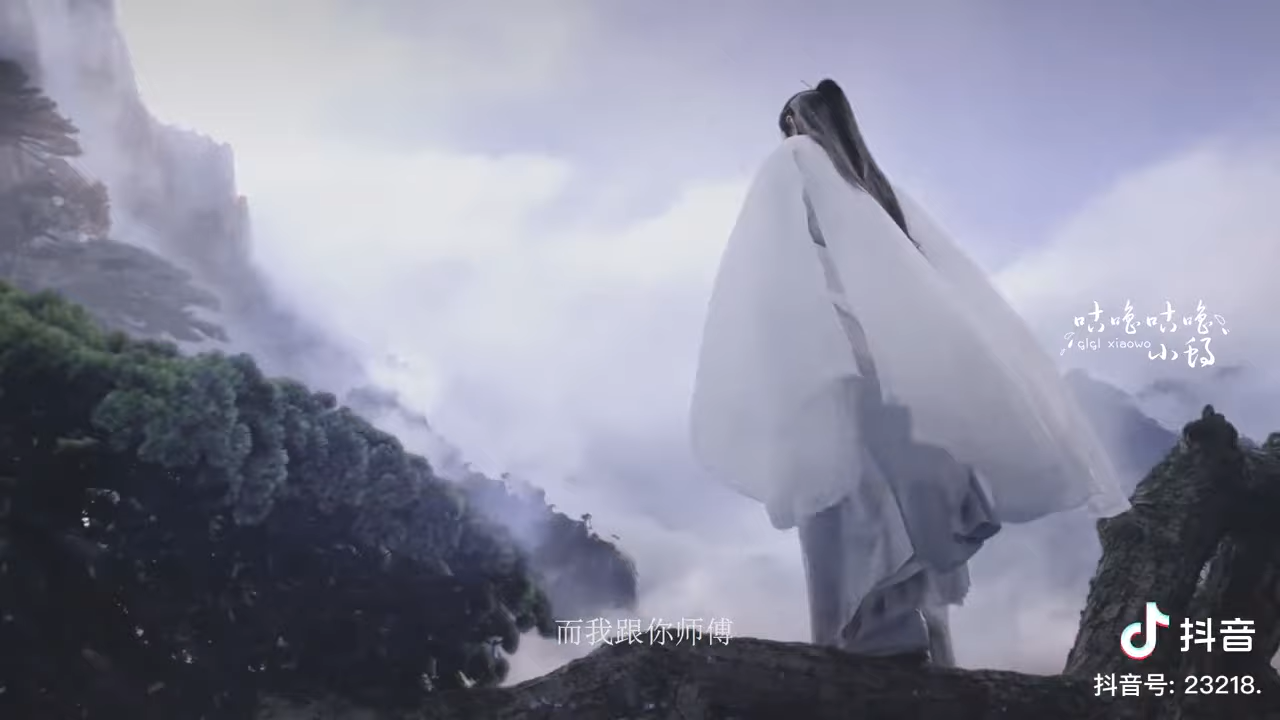 咕噜咕噜
glgl xiaowo
小窝
而我跟你师傅
抖音
抖音号: 23218.